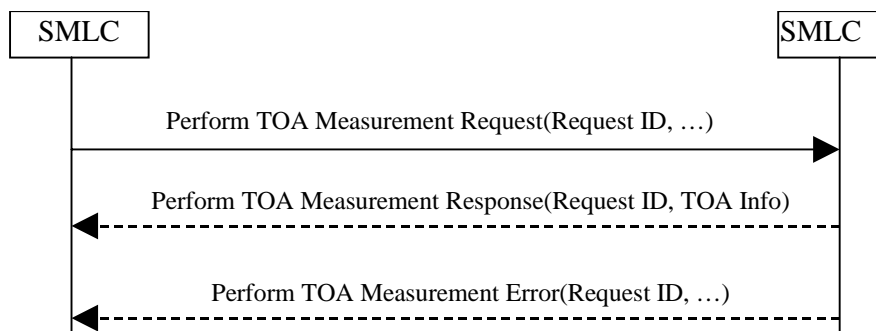 SMLC
SMLC
Perform TOA Measurement Request(Request ID, …)
Perform TOA Measurement Response(Request ID, TOA Info)
Perform TOA Measurement Error(Request ID, …)